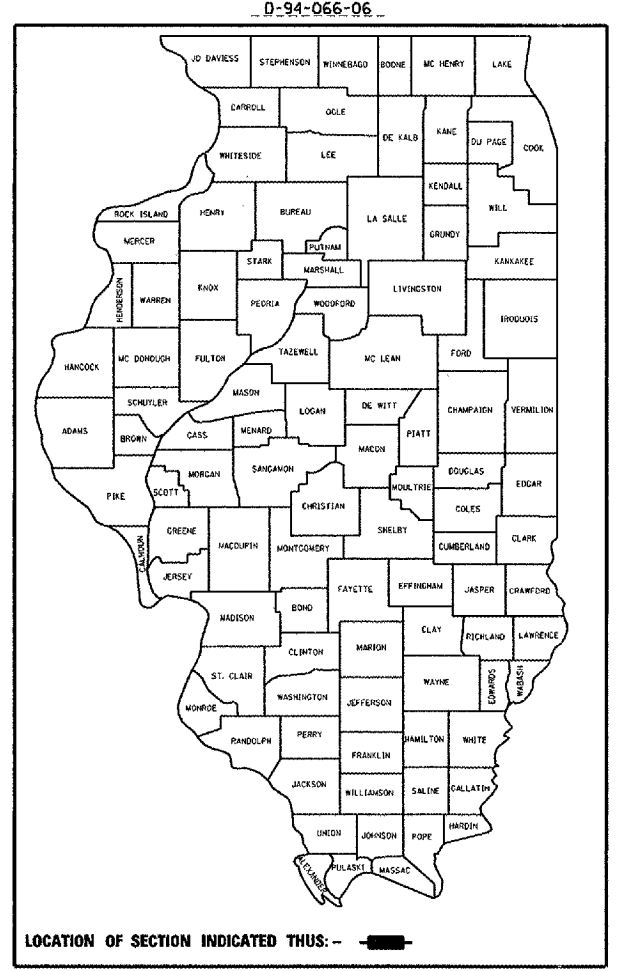 D-94-066-06
JO DAVIESS STEPHENSON WINNEBAGO BOONE MC HENRY LAKE
CARROLL OGLE
DE KALB KANE DU PAGE COOK
WHITESIDE LEE
KENDALL WILL
ROCK ISLAND HENRY BUREAU LA SALLE GRUNDY
MERCER PUTNAM
STARK MARSHALL KANKAKEE
HENDERSON WARREN KNOX PEORIA WOODFORD LIVINGSTON
IROQUOIS
HANCOCK MC DONOUGH FULTON TAZEWELL MC LEAN FORD
MASON
SCHUYLER LOGAN DE WITT CHAMPAIGN VERMILION
ADAMS BROWN CASS MENARD PIATT
MACON
PIKE SCOTT MORGAN SANGAMON MOULTRIE DOUGLAS EDGAR
CHRISTIAN COLES
CALHOUN GREENE MACOUPIN MONTGOMERY SHELBY CUMBERLAND CLARK
JERSEY FAYETTE EFFINGHAM JASPER CRAWFORD
MADISON BOND
CLAY RICHLAND LAWRENCE
CLINTON MARION
ST. CLAIR WAYNE EDWARDS WABASH
WASHINGTON JEFFERSON
MONROE
RANDOLPH PERRY HAMILTON WHITE
FRANKLIN
JACKSON WILLIAMSON SALINE GALLATIN
UNION JOHNSON POPE HARDIN
ALEXANDER PULASKI MASSAC
LOCATION OF SECTION INDICATED THUS: –